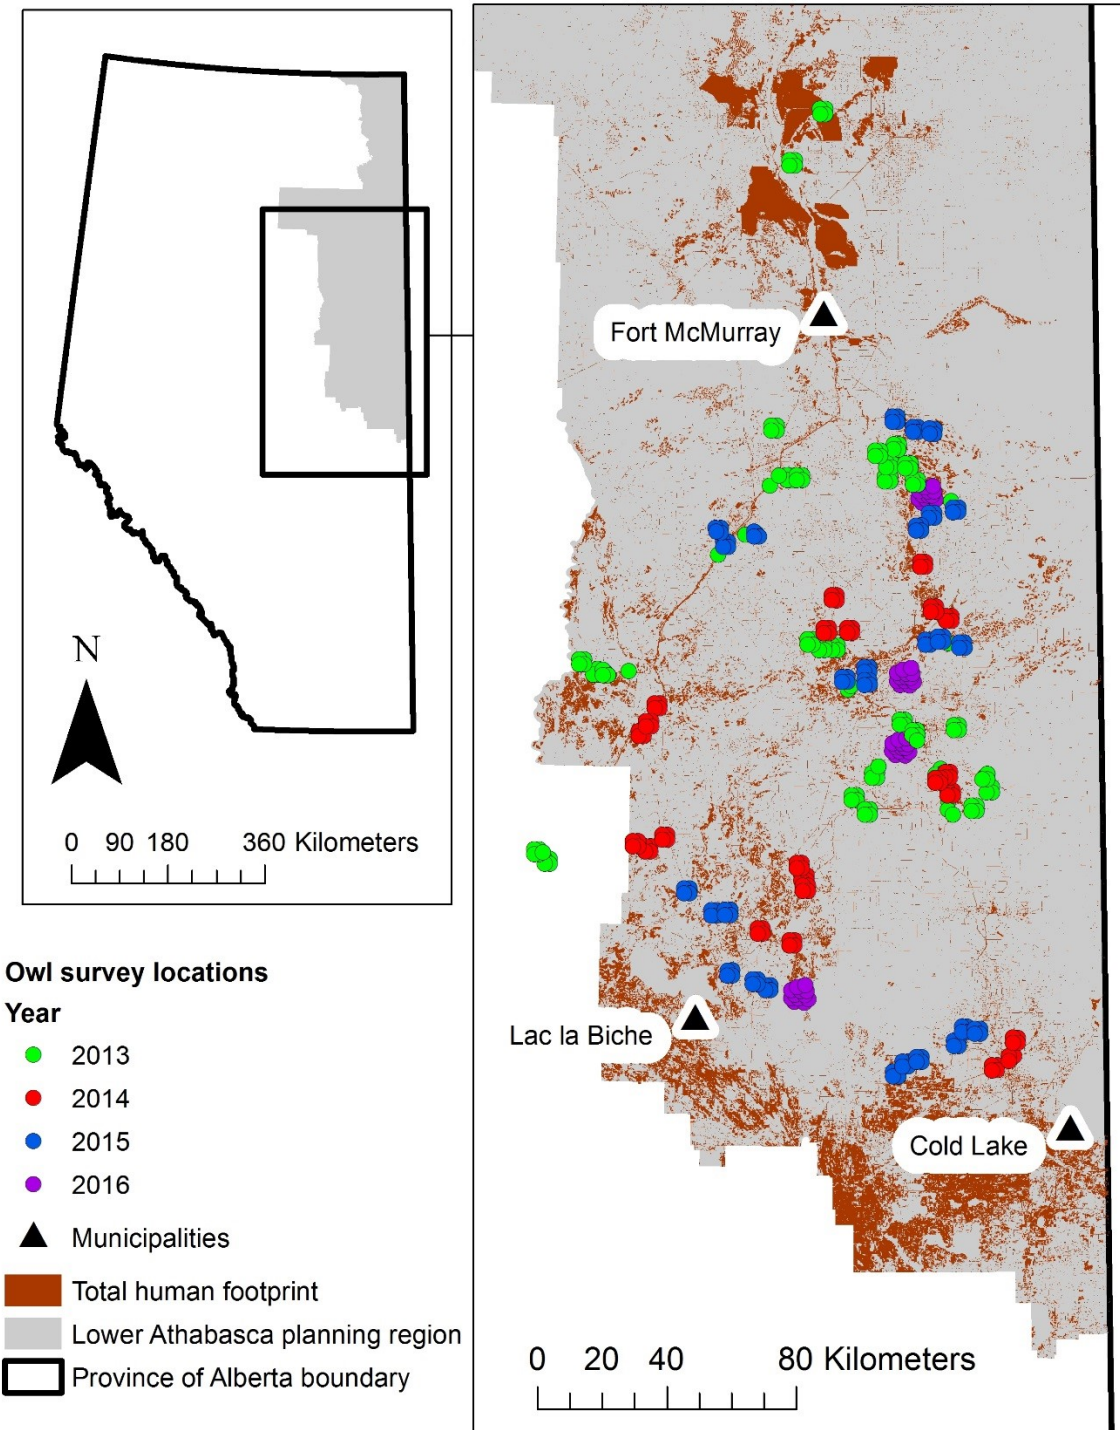 N
0 90 180 360 Kilometers
Owl survey locations
Year
2013
2014
2015
2016
Municipalities
Total human footprint
Lower Athabasca planning region
Province of Alberta boundary
Fort McMurray
Lac la Biche
Cold Lake
0 20 40 80 Kilometers